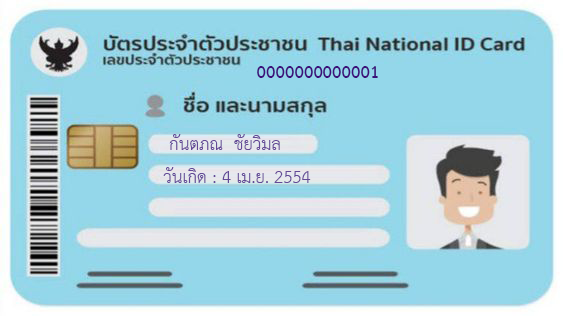 บัตรประจำตัวประชาชน Thai National ID Card
เลขประจำตัวประชาชน
0000000000001
ชื่อ และนามสกุล
กันตภณ ชัยวิมล
วันเกิด : 4 เม.ย. 2554